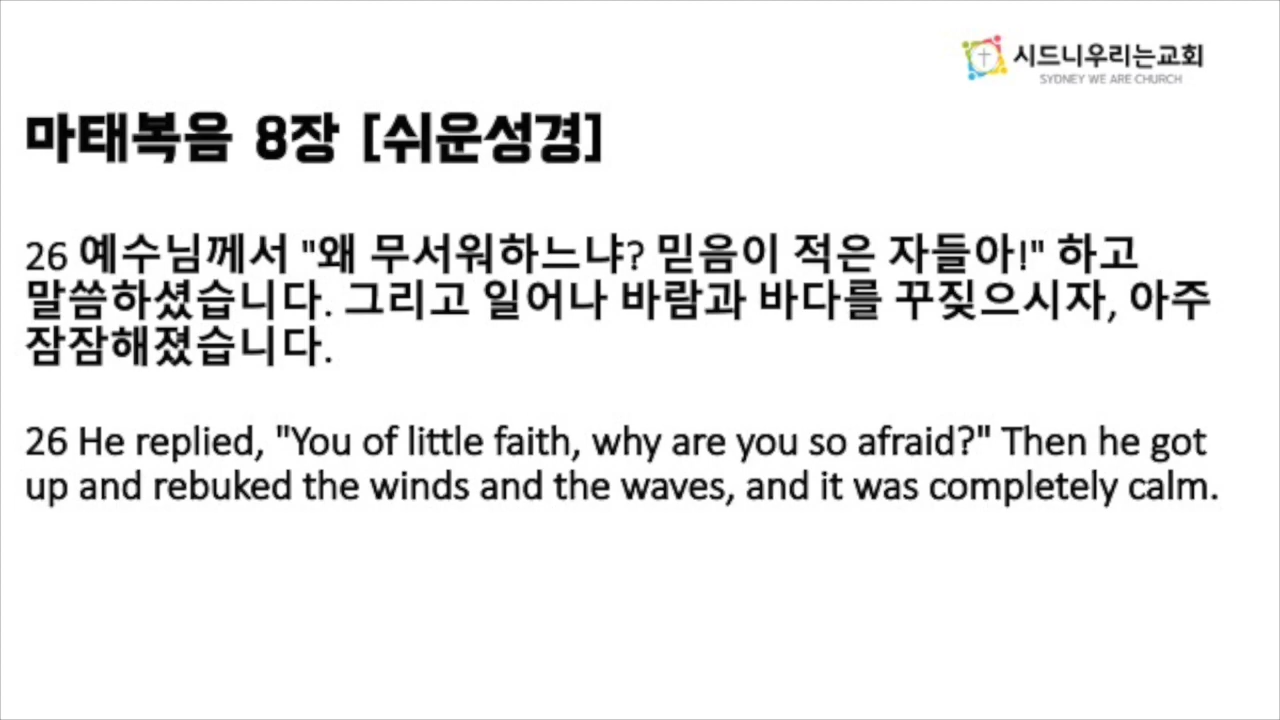 시드니우리는교회
SYDNEY WE ARE CHURCH
마태복음 8장 [쉬운성경]
26 예수님께서 "왜 무서워하느냐? 믿음이 적은 자들아!" 하고
말씀하셨습니다. 그리고 일어나 바람과 바다를 꾸짖으시자, 아주
잠잠해졌습니다.
26 He replied, "You of little faith, why are you so afraid?" Then he got
up and rebuked the winds and the waves, and it was completely calm.